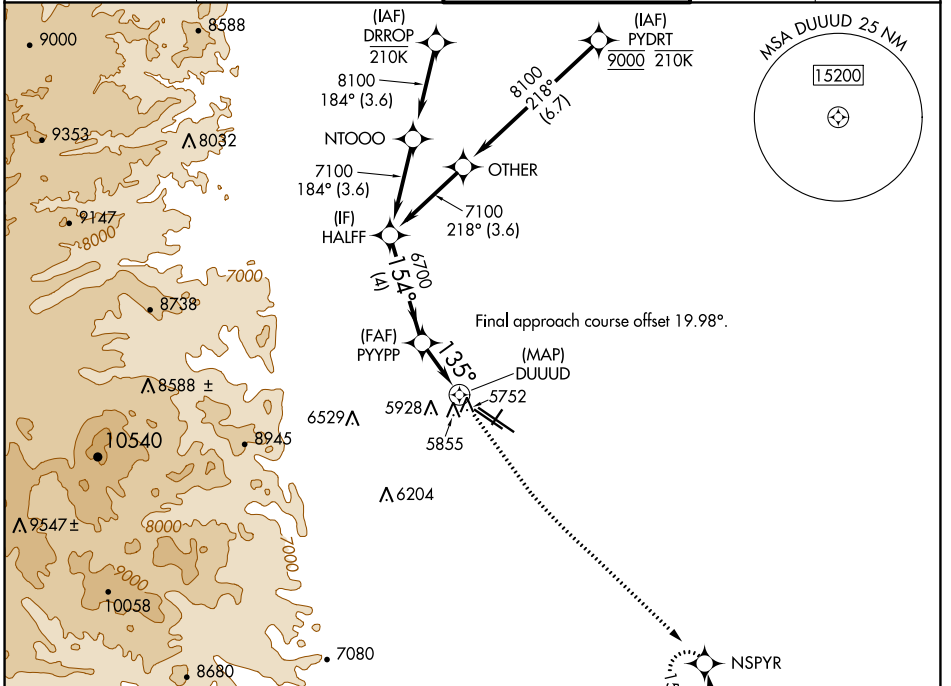 (IAF)
DRROP
210K
(IAF)
PYDRT
9000 210K
MSA DUUUD 25 NM
15200
8588
9000
8100
184° (3.6)
8100
218°
(6.7)
9353
8032
NTOOO
OTHER
7100
184° (3.6)
7100
218° (3.6)
9147
8000
(IF)
HALFF
6700
154°
(4)
7000
8738
Final approach course offset 19.98°.
(FAF)
PYYPP
135°
(MAP)
DUUUD
8588 ±
5752
6529
5928
5855
10540
8945
6204
9547 ±
8000
7000
9000
10058
7080
8680
NSPYR